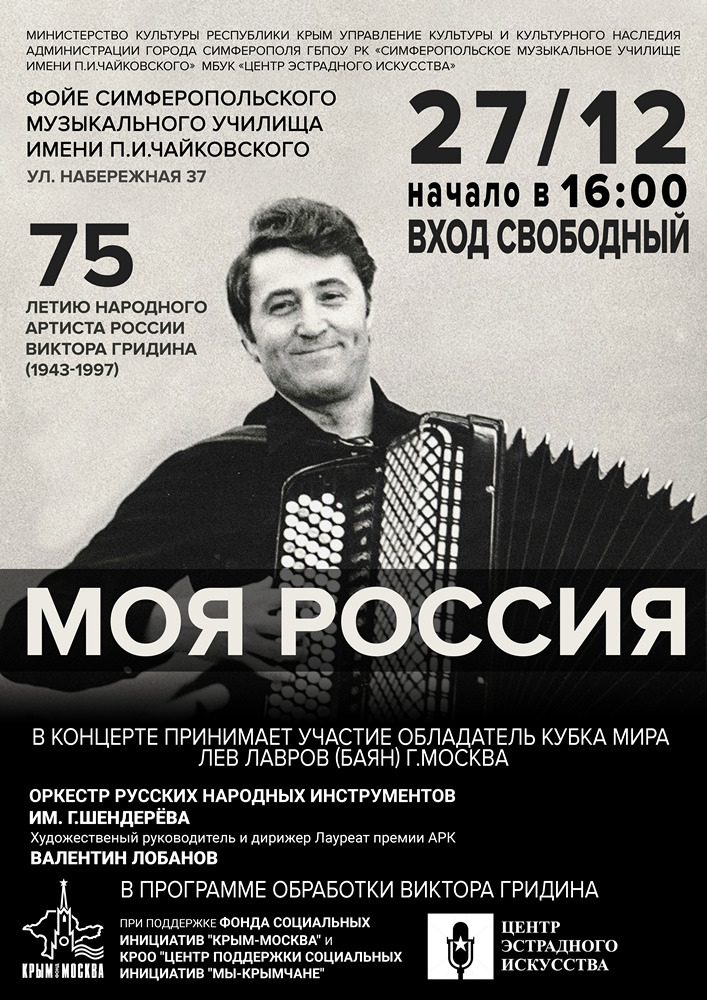 МИНИСТЕРСТВО КУЛЬТУРЫ РЕСПУБЛИКИ КРЫМ УПРАВЛЕНИЕ КУЛЬТУРЫ И КУЛЬТУРНОГО НАСЛЕДИЯ
АДМИНИСТРАЦИИ ГОРОДА СИМФЕРОПОЛЯ ГБПОУ РК «СИМФЕРОПОЛЬСКОЕ МУЗЫКАЛЬНОЕ УЧИЛИЩЕ
ИМЕНИ П.И.ЧАЙКОВСКОГО» МБУК «ЦЕНТР ЭСТРАДНОГО ИСКУССТВА»
ФОЙЕ СИМФЕРОПОЛЬСКОГО
МУЗЫКАЛЬНОГО УЧИЛИЩА
ИМЕНИ П.И.ЧАЙКОВСКОГО
УЛ. НАБЕРЕЖНАЯ 37
27/12
начало в 16:00
ВХОД СВОБОДНЫЙ
75
ЛЕТИЮ НАРОДНОГО
АРТИСТА РОССИИ
ВИКТОРА ГРИДИНА
(1943-1997)
МОЯ РОССИЯ
В КОНЦЕРТЕ ПРИНИМАЕТ УЧАСТИЕ ОБЛАДАТЕЛЬ КУБКА МИРА
ЛЕВ ЛАВРОВ (БАЯН) Г.МОСКВА
ОРКЕСТР РУССКИХ НАРОДНЫХ ИНСТРУМЕНТОВ
ИМ. Г.ШЕНДЕРЁВА
Художественый руководитель и дирижер Лауреат премии АРК
ВАЛЕНТИН ЛОБАНОВ
В ПРОГРАММЕ ОБРАБОТКИ ВИКТОРА ГРИДИНА
КРЫМ МОСКВА
ПРИ ПОДДЕРЖКЕ ФОНДА СОЦИАЛЬНЫХ
ИНИЦИАТИВ "КРЫМ-МОСКВА" И
КРОО "ЦЕНТР ПОДДЕРЖКИ СОЦИАЛЬНЫХ
ИНИЦИАТИВ "МЫ-КРЫМЧАНЕ"
ЦЕНТР
ЭСТРАДНОГО
ИСКУССТВА